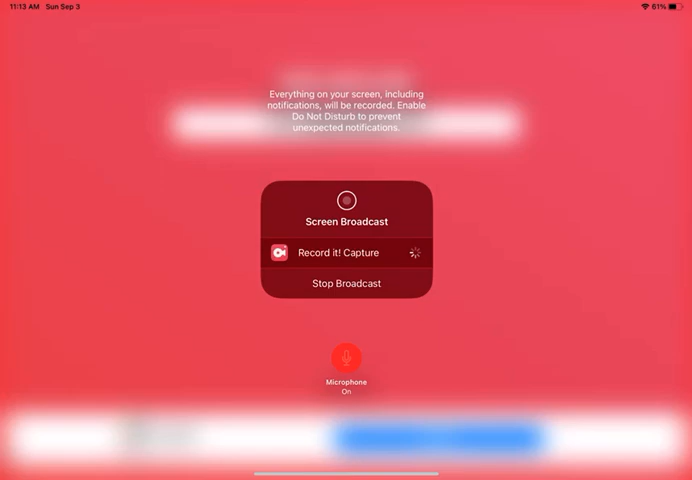 11:13 AM Sun Sep 3
61%
Everything on your screen, including
notifications, will be recorded. Enable
Do Not Disturb to prevent
unexpected notifications.
Screen Broadcast
Record it! Capture
Stop Broadcast
Microphone
On